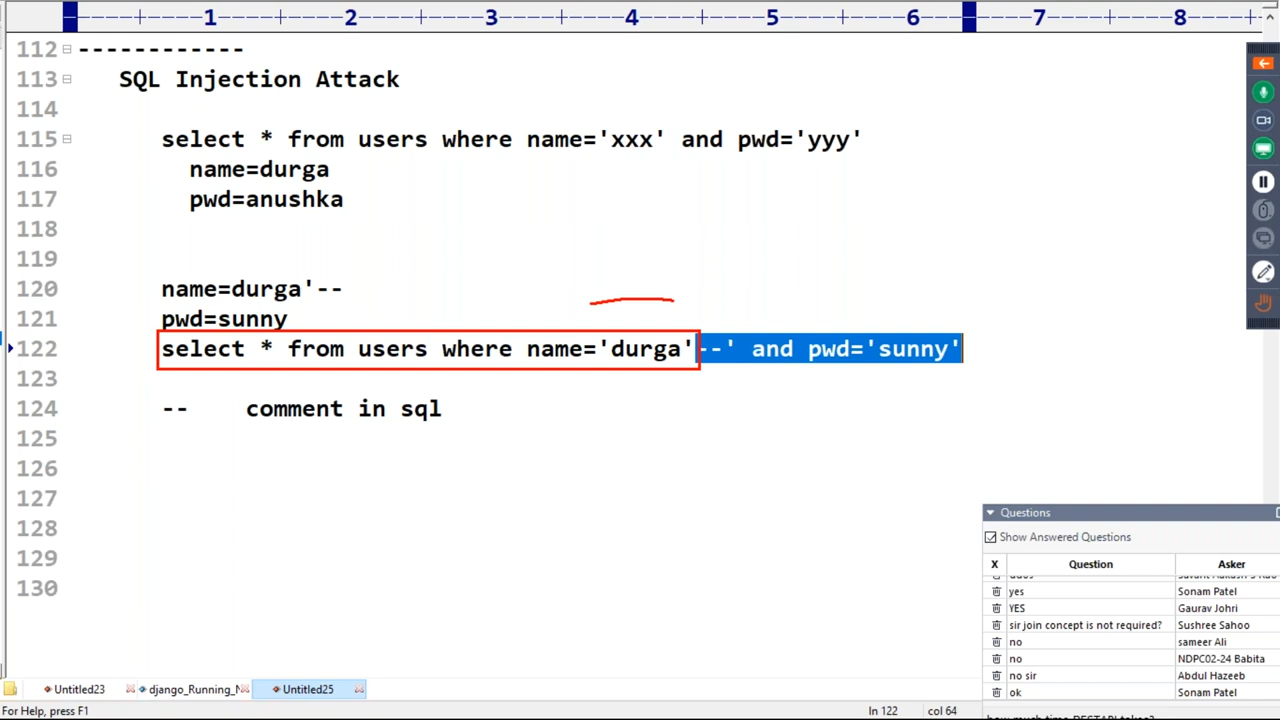 1 2 3 4 5 6 7 8
112 ------------
113 SQL Injection Attack
114
115 select * from users where name='xxx' and pwd='yyy'
116 name=durga
117 pwd=anushka
118
119
120 name=durga'--
121 pwd=sunny
122 select * from users where name='durga'--' and pwd='sunny'
123
124 -- comment in sql
125
126
127
128
129
130
Questions
Show Answered Questions
X Question Asker
yes Sonam Patel
YES Gaurav Johri
sir join concept is not required? Sushree Sahoo
no sameer Ali
no NDPC02-24 Babita
no sir Abdul Hazeeb
ok Sonam Patel
Untitled23 django_Running_N Untitled25
For Help, press F1 ln 122 col 64